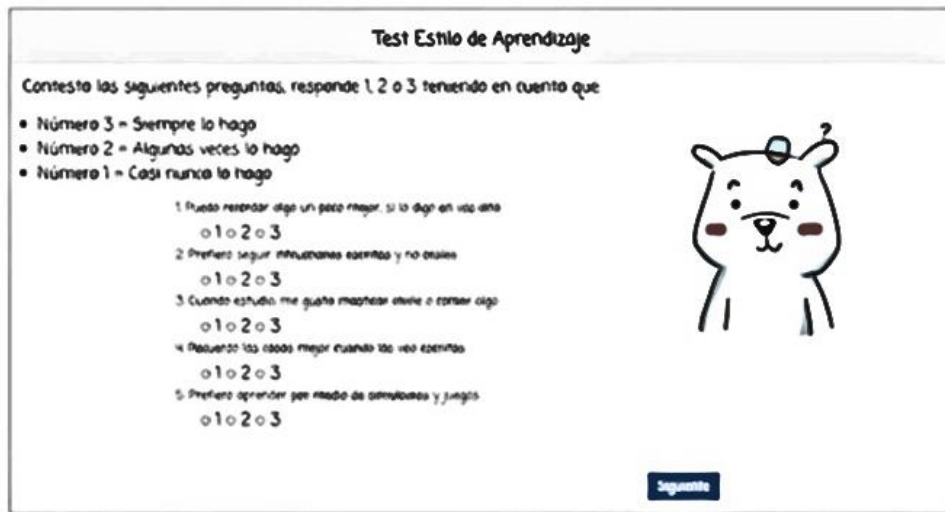 Test Estilo de Aprendizaje
Contesta las siguientes preguntas, responde 1, 2 o 3 teniendo en cuenta que
• Número 3 = Siempre lo hago
• Número 2 = Algunas veces lo hago
• Número 1 = Casi nunca lo hago
1. Puedo recordar algo un poco mejor, si lo digo en voz alta
1 2 3
2. Prefiero seguir instrucciones escritas y no orales
1 2 3
3. Cuando estudio, me gusta masticar chicle o comer algo
1 2 3
4. Recuerdo las cosas mejor cuando las veo escritas
1 2 3
5. Prefiero aprender por medio de y juegos
1 2 3
?
Siguiente